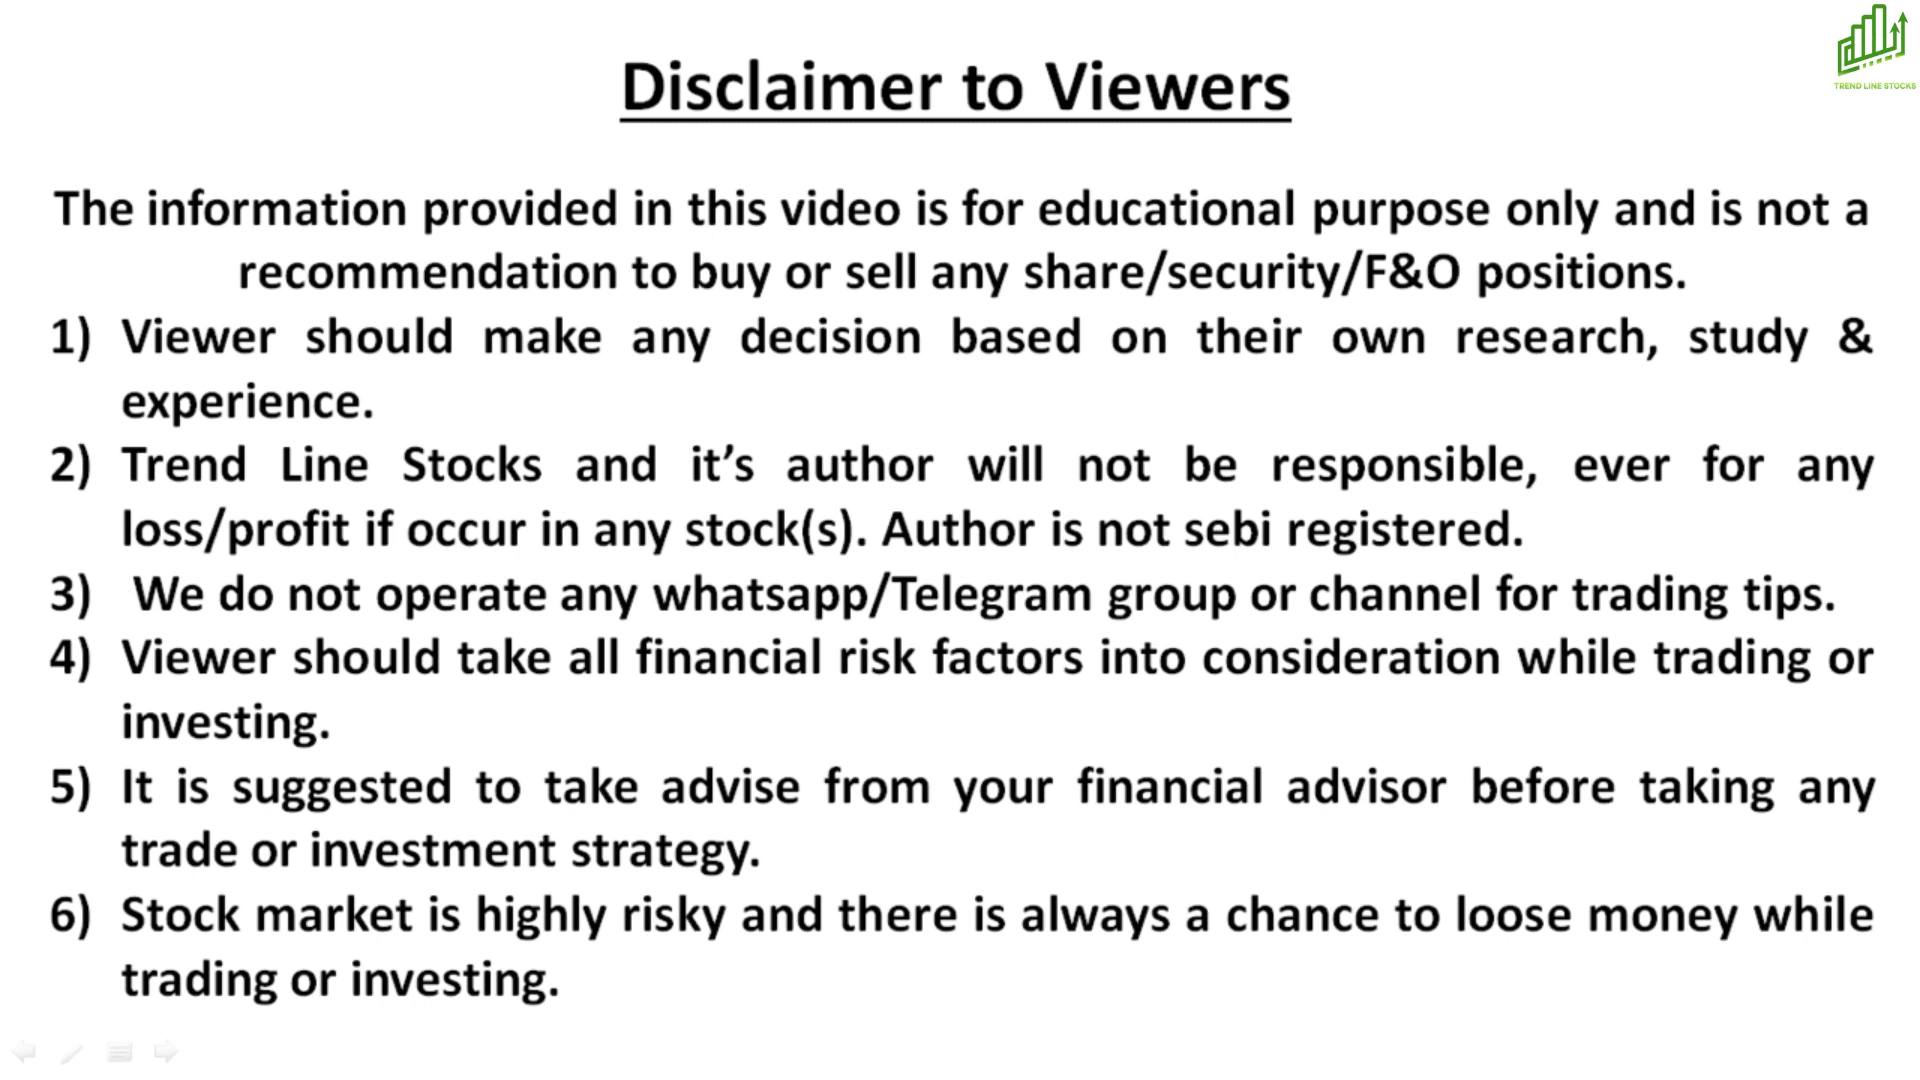 TREND LINE STOCKS
Disclaimer to Viewers
The information provided in this video is for educational purpose only and is not a
recommendation to buy or sell any share/security/F&O positions.
1) Viewer should make any decision based on their own research, study &
experience.
2) Trend Line Stocks and it’s author will not be responsible, ever for any
loss/profit if occur in any stock(s). Author is not sebi registered.
3) We do not operate any whatsapp/Telegram group or channel for trading tips.
4) Viewer should take all financial risk factors into consideration while trading or
investing.
5) It is suggested to take advise from your financial advisor before taking any
trade or investment strategy.
6) Stock market is highly risky and there is always a chance to loose money while
trading or investing.